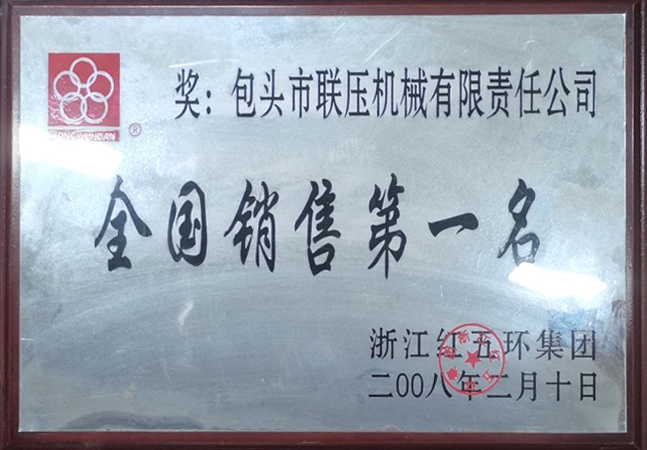 奖：包头市联压机械有限责任公司
HONGWUHUAN ®
全国销售第一名
浙江红五环集团
二00八年二月十日